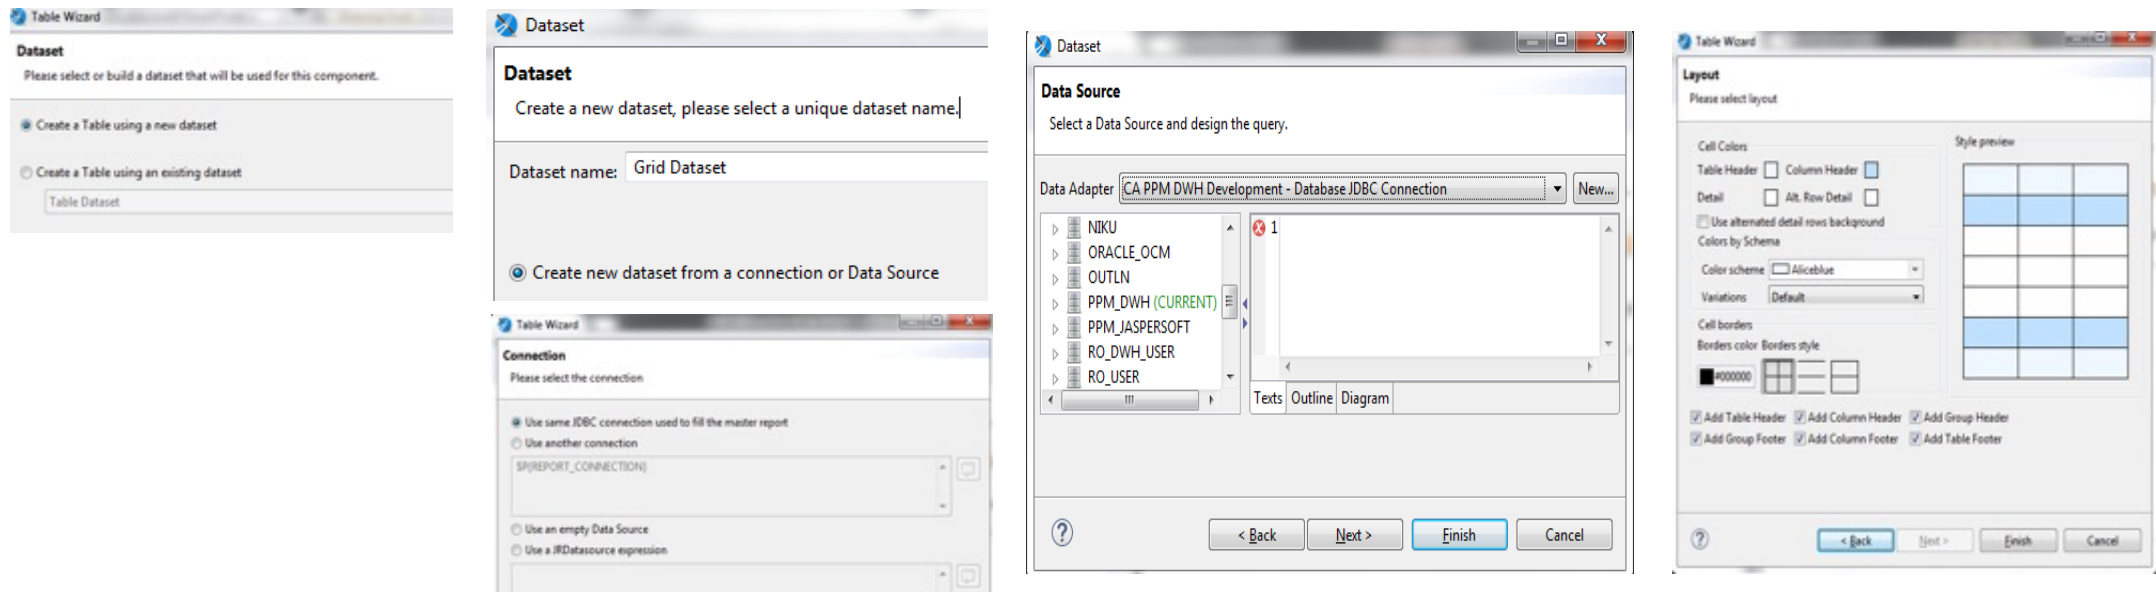 Table Wizard
Dataset
Please select or build a dataset that will be used for this component.
Create a Table using a new dataset
Create a Table using an existing dataset
Table Dataset
Dataset
Dataset
Create a new dataset, please select a unique dataset name.
Dataset name: Grid Dataset
Create new dataset from a connection or Data Source
Table Wizard
Connection
Please select the connection
Use same JDBC connection used to fill the master report
Use another connection
$P{REPORT_CONNECTION}
Use an empty Data Source
Use a JRDatasource expression
Dataset
Data Source
Select a Data Source and design the query.
Data Adapter CA PPM DWH Development - Database JDBC Connection New...
NIKU
ORACLE_OCM
OUTLN
PPM_DWH (CURRENT)
PPM_JASPERSOFT
RO_DWH_USER
RO_USER
1
Texts Outline Diagram
< Back Next > Finish Cancel
Table Wizard
Layout
Please select layout
Cell Colors
Table Header Column Header
Detail Alt. Row Detail
Use alternated detail rows background
Colors by Schema
Color scheme Aliceblue
Variations Default
Cell borders
Borders color Borders style
#000000
Style preview
Add Table Header Add Column Header Add Group Header
Add Group Footer Add Column Footer Add Table Footer
< Back Next > Finish Cancel